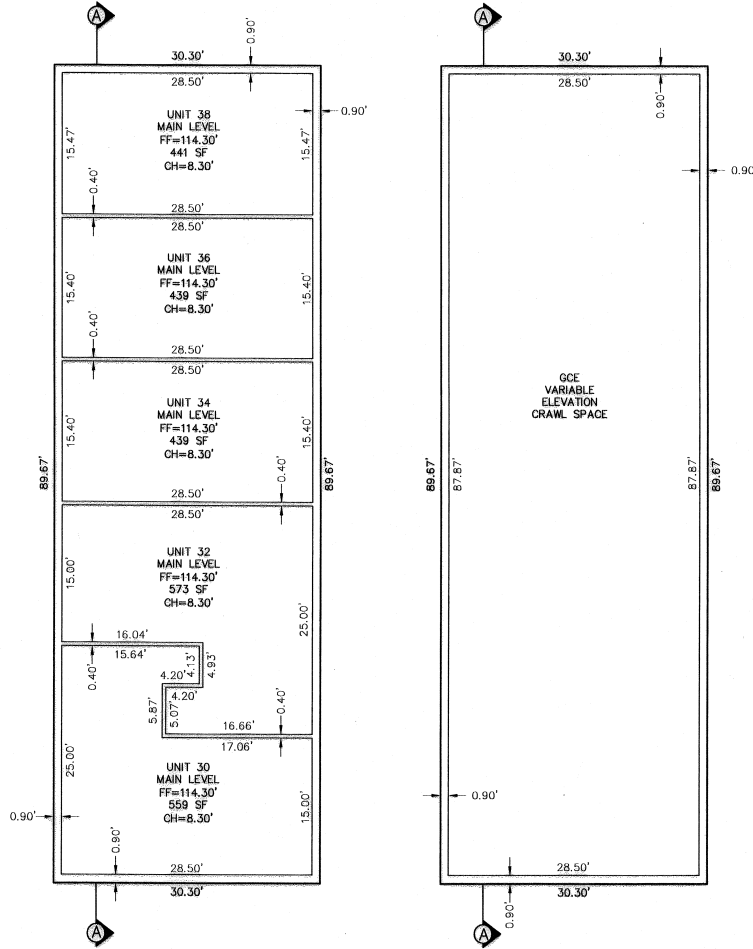 A
30.30'
0.90'
28.50'
0.90'
UNIT 38
MAIN LEVEL
FF=114.30'
441 SF
CH=8.30'
15.47'
15.47'
0.40'
28.50'
28.50'
UNIT 36
MAIN LEVEL
FF=114.30'
439 SF
CH=8.30'
15.40'
15.40'
0.40'
28.50'
28.50'
UNIT 34
MAIN LEVEL
FF=114.30'
439 SF
CH=8.30'
15.40'
15.40'
0.40'
89.67'
89.67'
28.50'
28.50'
UNIT 32
MAIN LEVEL
FF=114.30'
573 SF
CH=8.30'
15.00'
25.00'
16.04'
15.64'
0.40'
4.13'
4.93'
4.20'
4.20'
5.87'
5.07'
0.40'
16.66'
17.06'
25.00'
UNIT 30
MAIN LEVEL
FF=114.30'
559 SF
CH=8.30'
15.00'
0.90'
0.90'
28.50'
30.30'
A
A
30.30'
28.50'
0.90'
0.90
GCE
VARIABLE
ELEVATION
CRAWL SPACE
89.67'
87.87'
87.87'
89.67'
0.90'
28.50'
30.30'
0.90'
A